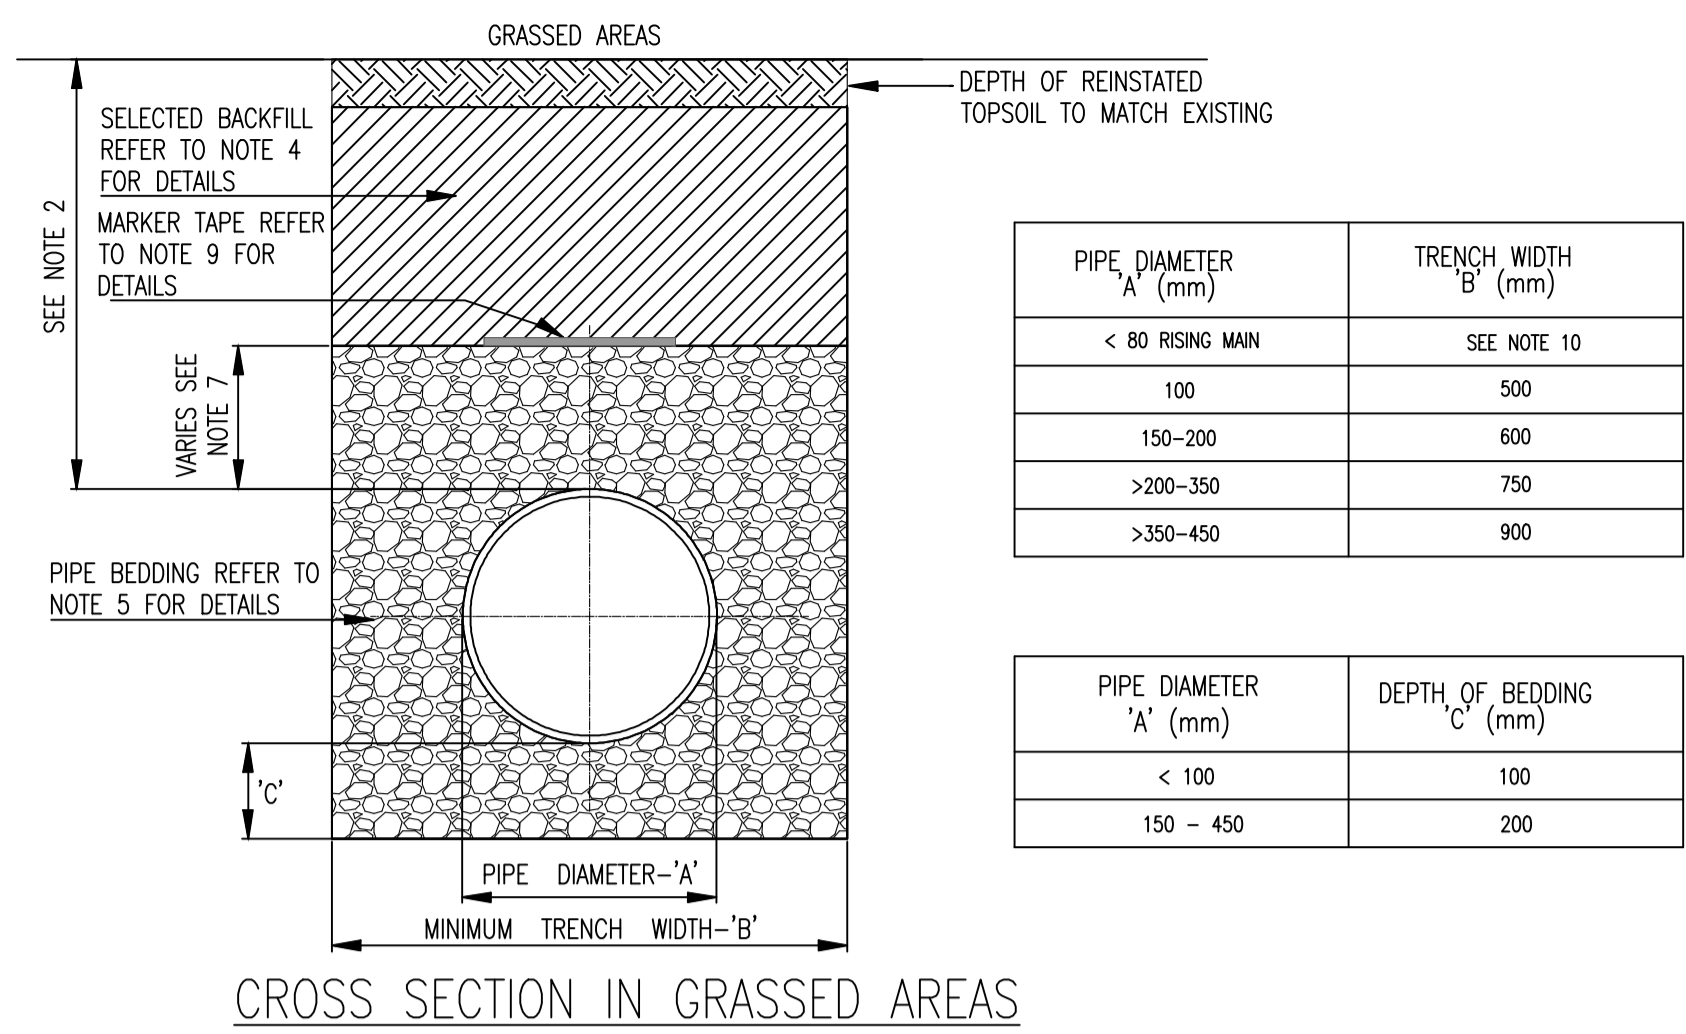 GRASSED AREAS
DEPTH OF REINSTATED
TOPSOIL TO MATCH EXISTING
SELECTED BACKFILL
REFER TO NOTE 4
FOR DETAILS
MARKER TAPE REFER
TO NOTE 9 FOR
DETAILS
SEE NOTE 2
VARIES SEE
NOTE 7
PIPE BEDDING REFER TO
NOTE 5 FOR DETAILS
'C'
PIPE DIAMETER-'A'
MINIMUM TRENCH WIDTH-'B'
CROSS SECTION IN GRASSED AREAS
PIPE DIAMETER TRENCH WIDTH
'A' (mm) 'B' (mm)
< 80 RISING MAIN SEE NOTE 10
100 500
150-200 600
>200-350 750
>350-450 900
PIPE DIAMETER DEPTH OF BEDDING
'A' (mm) 'C' (mm)
< 100 100
150 - 450 200